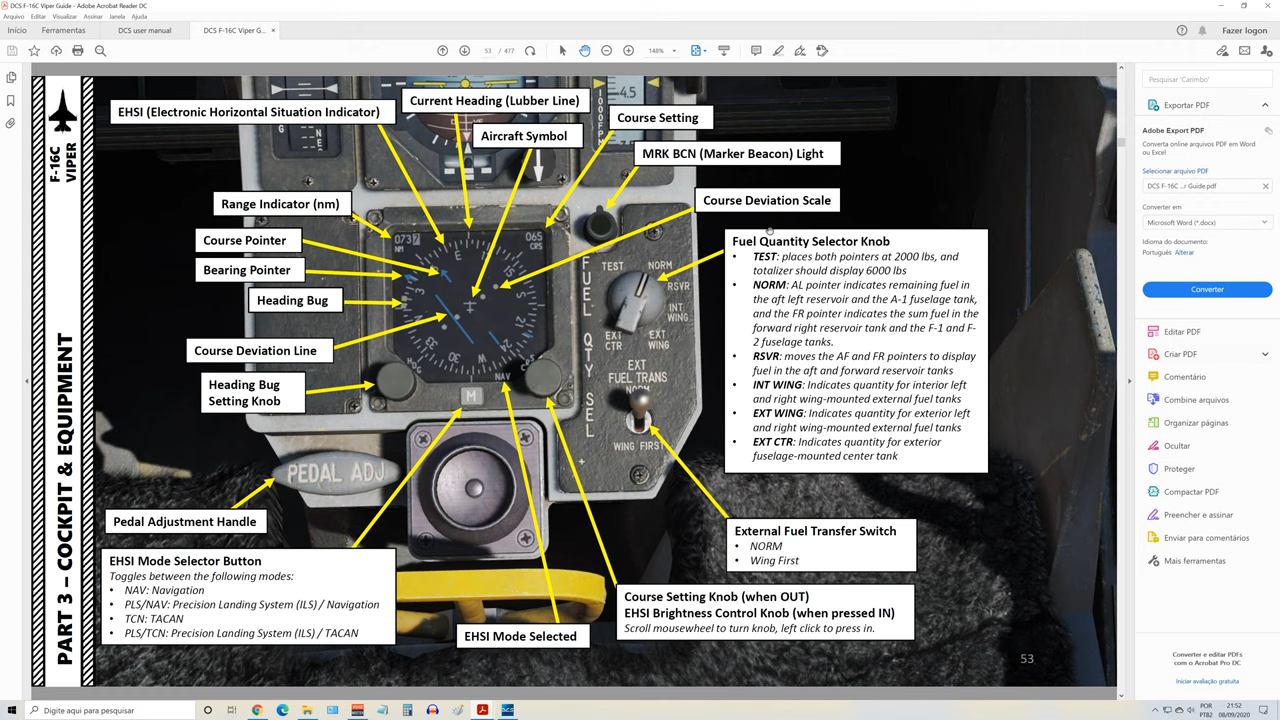 DCS F-16C Viper Guide - Adobe Acrobat Reader DC
Arquivo Editar Visualizar Assinar Janela Ajuda
Início Ferramentas DCS user manual DCS F-16C Viper G... × Fazer logon
53 / 477 148%
F-16C
VIPER
PART 3 – COCKPIT & EQUIPMENT
EHSI (Electronic Horizontal Situation Indicator)
Current Heading (Lubber Line)
Aircraft Symbol
Course Setting
MRK BCN (Marker Beacon) Light
Course Deviation Scale
Range Indicator (nm)
Course Pointer
Bearing Pointer
Heading Bug
Course Deviation Line
Heading Bug
Setting Knob
Pedal Adjustment Handle
EHSI Mode Selector Button
Toggles between the following modes:
• NAV: Navigation
• PLS/NAV: Precision Landing System (ILS) / Navigation
• TCN: TACAN
• PLS/TCN: Precision Landing System (ILS) / TACAN
EHSI Mode Selected
Course Setting Knob (when OUT)
EHSI Brightness Control Knob (when pressed IN)
Scroll mousewheel to turn knob, left click to press in.
External Fuel Transfer Switch
• NORM
• Wing First
Fuel Quantity Selector Knob
• TEST: places both pointers at 2000 lbs, and
totalizer should display 6000 lbs
• NORM: AL pointer indicates remaining fuel in
the aft left reservoir and the A-1 fuselage tank,
and the FR pointer indicates the sum fuel in the
forward right reservoir tank and the F-1 and F-
2 fuselage tanks.
• RSVR: moves the AF and FR pointers to display
fuel in the aft and forward reservoir tanks
• INT WING: Indicates quantity for interior left
and right wing-mounted external fuel tanks
• EXT WING: Indicates quantity for exterior left
and right wing-mounted external fuel tanks
• EXT CTR: Indicates quantity for exterior
fuselage-mounted center tank
4.5
1000 FPM
073
NM
065
CRS
NAV
HDG
CRS
M
FUEL QTY SEL
TEST
NORM
RSVR
INT
WING
EXT
WING
EXT
CTR
EXT
FUEL TRANS
NORM
WING FIRST
PEDAL ADJ
53
Pesquisar 'Carimbo'
Exportar PDF
Adobe Export PDF
Converta online arquivos PDF em Word
ou Excel
Selecionar arquivo PDF
DCS F-16C ...r Guide.pdf
Converter em
Microsoft Word (*.docx)
Idioma do documento:
Português Alterar
Converter
Editar PDF
Criar PDF
Comentário
Combine arquivos
Organizar páginas
Ocultar
Proteger
Compactar PDF
Preencher e assinar
Enviar para comentários
Mais ferramentas
Converter e editar PDFs
com o Acrobat Pro DC
Iniciar avaliação gratuita
Digite aqui para pesquisar
POR
PTB2
21:52
08/09/2020